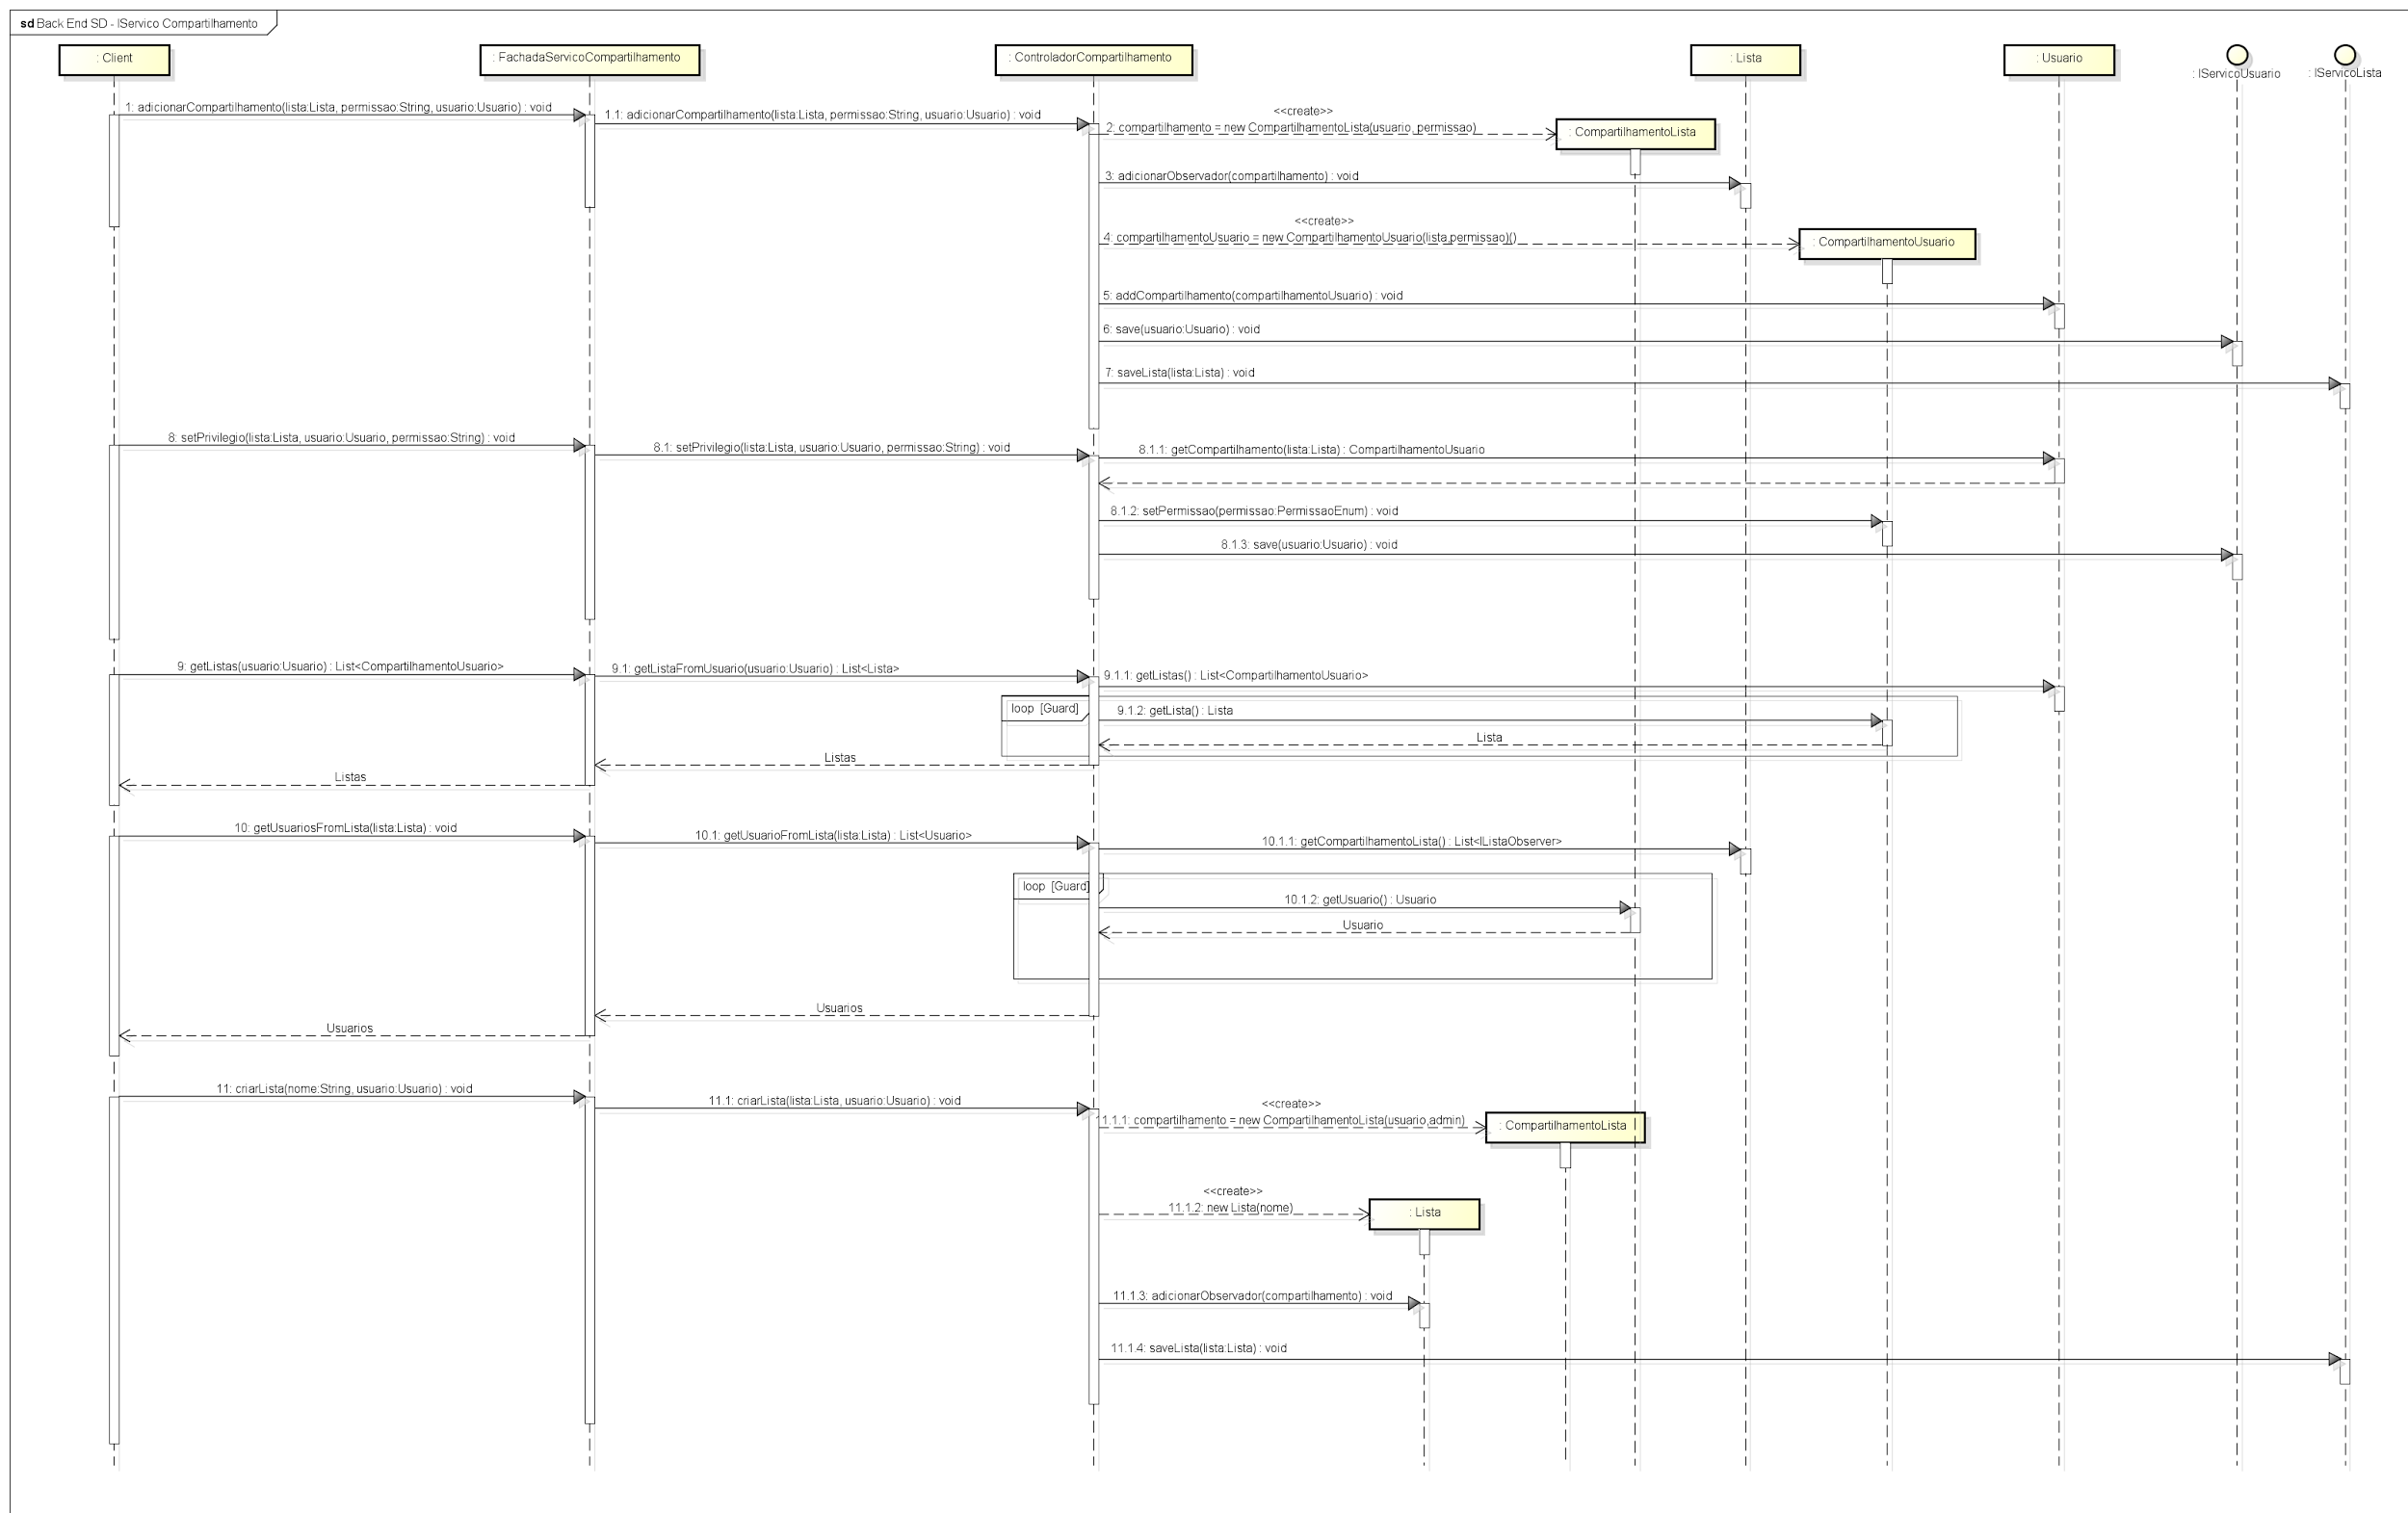 sd Back End SD - IServico Compartilhamento
: Client
: FachadaServicoCompartilhamento
: ControladorCompartilhamento
: Lista
: Usuario
: IServicoUsuario
: IServicoLista
1: adicionarCompartilhamento(lista:Lista, permissao:String, usuario:Usuario) : void
1.1: adicionarCompartilhamento(lista:Lista, permissao:String, usuario:Usuario) : void
<<create>>
2: compartilhamento = new CompartilhamentoLista(usuario, permissao)
: CompartilhamentoLista
3: adicionarObservador(compartilhamento) : void
<<create>>
4: compartilhamentoUsuario = new CompartilhamentoUsuario(lista,permissao)()
: CompartilhamentoUsuario
5: addCompartilhamento(compartilhamentoUsuario) : void
6: save(usuario:Usuario) : void
7: saveLista(lista:Lista) : void
8: setPrivilegio(lista:Lista, usuario:Usuario, permissao:String) : void
8.1: setPrivilegio(lista:Lista, usuario:Usuario, permissao:String) : void
8.1.1: getCompartilhamento(lista:Lista) : CompartilhamentoUsuario
8.1.2: setPermissao(permissao:PermissaoEnum) : void
8.1.3: save(usuario:Usuario) : void
9: getListas(usuario:Usuario) : List<CompartilhamentoUsuario>
9.1: getListaFromUsuario(usuario:Usuario) : List<Lista>
9.1.1: getListas() : List<CompartilhamentoUsuario>
loop [Guard]
9.1.2: getLista() : Lista
Lista
Listas
Listas
10: getUsuariosFromLista(lista:Lista) : void
10.1: getUsuarioFromLista(lista:Lista) : List<Usuario>
10.1.1: getCompartilhamentoLista() : List<IListaObserver>
loop [Guard]
10.1.2: getUsuario() : Usuario
Usuario
Usuarios
Usuarios
11: criarLista(nome:String, usuario:Usuario) : void
11.1: criarLista(lista:Lista, usuario:Usuario) : void
<<create>>
11.1.1: compartilhamento = new CompartilhamentoLista(usuario,admin)
: CompartilhamentoLista
<<create>>
11.1.2: new Lista(nome)
: Lista
11.1.3: adicionarObservador(compartilhamento) : void
11.1.4: saveLista(lista:Lista) : void